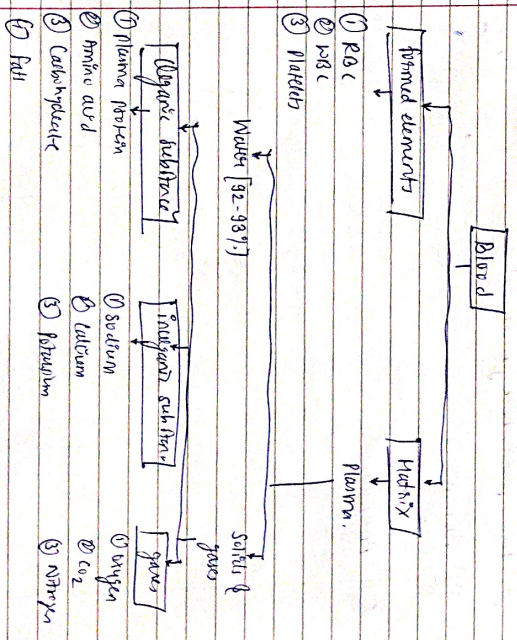 Blood
formed elements
Matrix
① RBC
② WBC
③ Platelets
Plasma.
Water [92-93%]
Solids &
gases
Organic substance
inorganic substan.
gases
① Plasma protein
② Amino acid
③ Carbohydrate
④ Fats
① Sodium
② Calcium
③ Potassium
① Oxygen
② CO2
③ Nitrogen